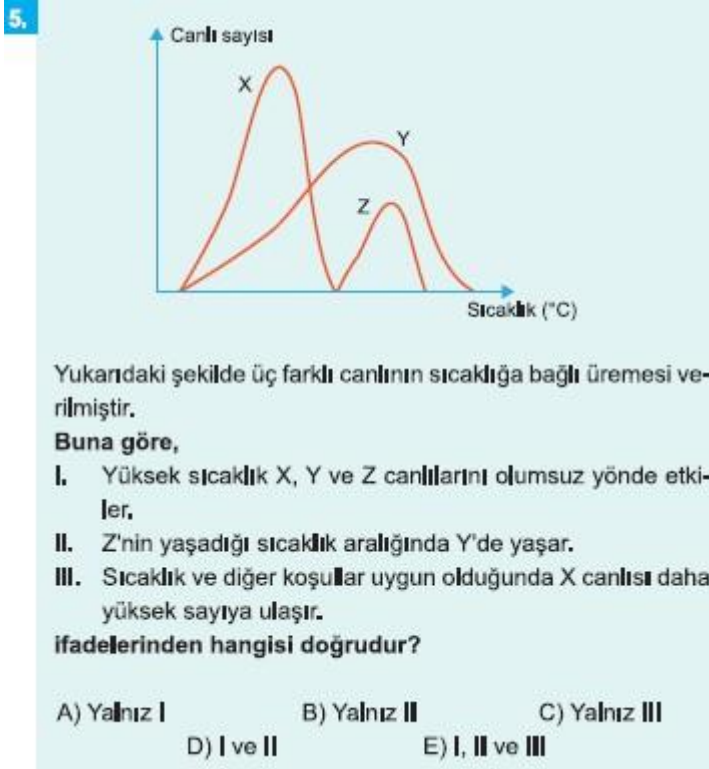 5.
Canlı sayısı
X
Y
Z
Sıcaklık (°C)
Yukarıdaki şekilde üç farklı canlının sıcaklığa bağlı üremesi ve-
rilmiştir.
Buna göre,
I. Yüksek sıcaklık X, Y ve Z canlılarını olumsuz yönde etki-
ler.
II. Z'nin yaşadığı sıcaklık aralığında Y'de yaşar.
III. Sıcaklık ve diğer koşullar uygun olduğunda X canlısı daha
yüksek sayıya ulaşır.
ifadelerinden hangisi doğrudur?
A) Yalnız I B) Yalnız II C) Yalnız III
D) I ve II E) I, II ve III